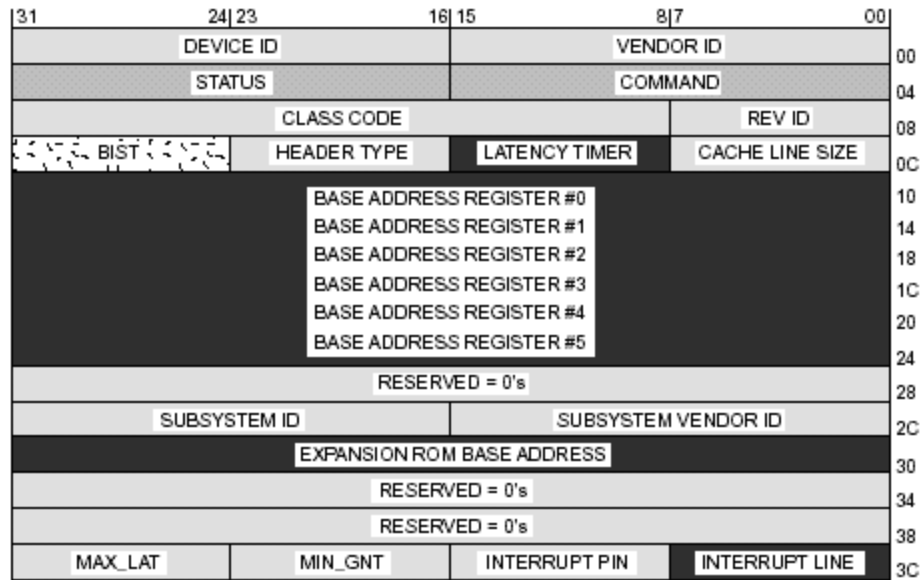 31 24 23 16 15 8 7 00
DEVICE ID VENDOR ID 00
STATUS COMMAND 04
CLASS CODE REV ID 08
BIST HEADER TYPE LATENCY TIMER CACHE LINE SIZE 0C
BASE ADDRESS REGISTER #0 10
BASE ADDRESS REGISTER #1 14
BASE ADDRESS REGISTER #2 18
BASE ADDRESS REGISTER #3 1C
BASE ADDRESS REGISTER #4 20
BASE ADDRESS REGISTER #5 24
RESERVED = 0's 28
SUBSYSTEM ID SUBSYSTEM VENDOR ID 2C
EXPANSION ROM BASE ADDRESS 30
RESERVED = 0's 34
RESERVED = 0's 38
MAX_LAT MIN_GNT INTERRUPT PIN INTERRUPT LINE 3C